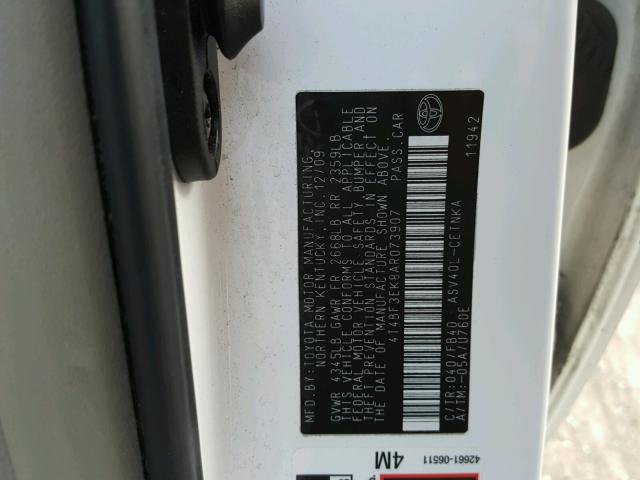 MFD.BY:TOYOTA MOTOR MANUFACTURING,
NORTHERN KENTUCKY, INC. 12/09
GVWR 4345LB GAWR FR 2668LB RR 2359LB
THIS VEHICLE CONFORMS TO ALL APPLICABLE
FEDERAL MOTOR VEHICLE SAFETY, BUMPER, AND
THEFT PREVENTION STANDARDS IN EFFECT ON
THE DATE OF MANUFACTURE SHOWN ABOVE.
4T4BF3EK8AR073907 PASS.CAR
C/TR:040/FB40 ASV40L-CETNKA
A/TM:-05A/U760E 11942
42661-06511
4M